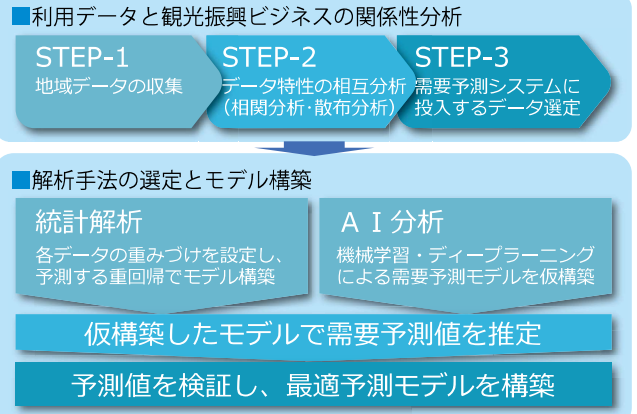 ■利用データと観光振興ビジネスの関係性分析
STEP-1
地域データの収集
STEP-2
データ特性の相互分析
（相関分析・散布分析）
STEP-3
需要予測システムに
投入するデータ選定
■解析手法の選定とモデル構築
統計解析
各データの重みづけを設定し、
予測する重回帰でモデル構築
ＡＩ分析
機械学習・ディープラーニング
による需要予測モデルを仮構築
仮構築したモデルで需要予測値を推定
予測値を検証し、最適予測モデルを構築